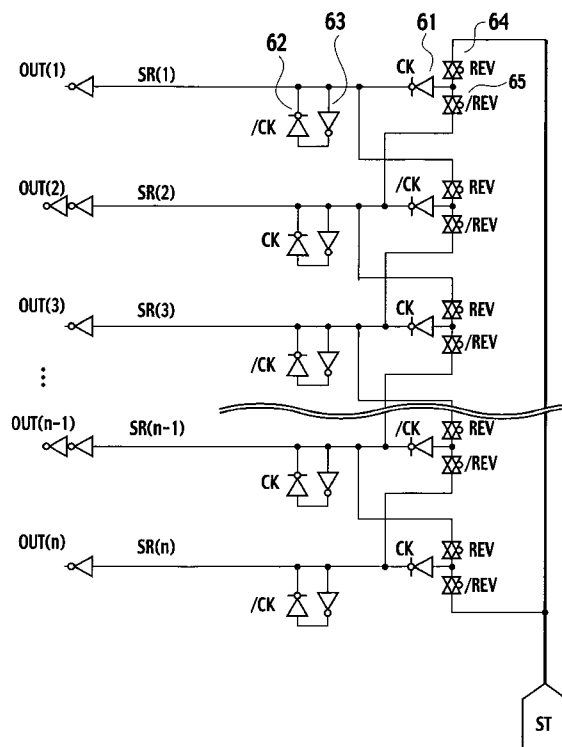 62 63 61 64
OUT(1) SR(1) CK REV
/CK /REV 65
OUT(2) SR(2) /CK REV
CK /REV
OUT(3) SR(3) CK REV
/CK /REV
⋮
OUT(n-1) SR(n-1) /CK REV
CK /REV
OUT(n) SR(n) CK REV
/CK /REV
ST